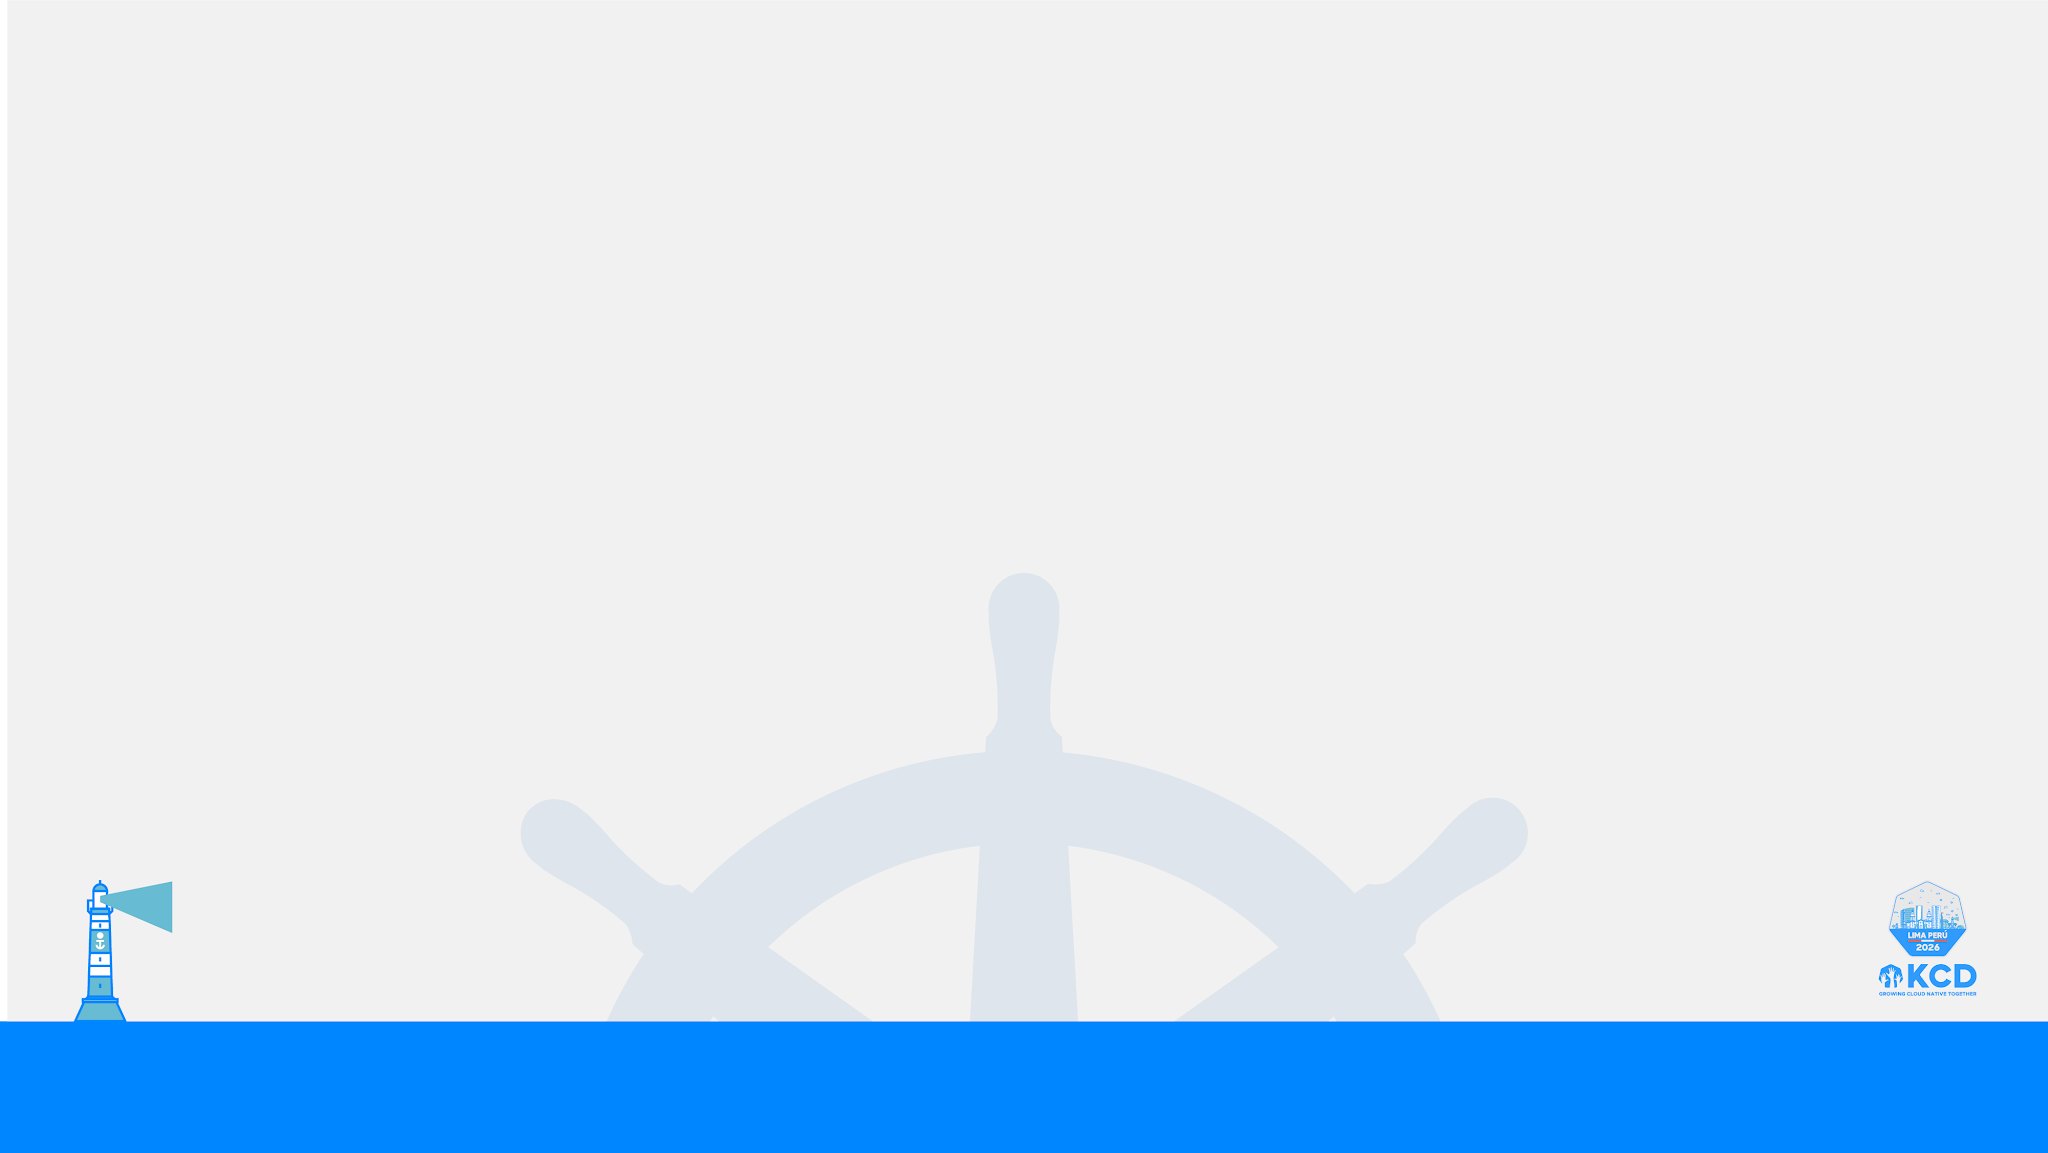 LIMA PERÚ
2026
KCD
GROWING CLOUD NATIVE TOGETHER